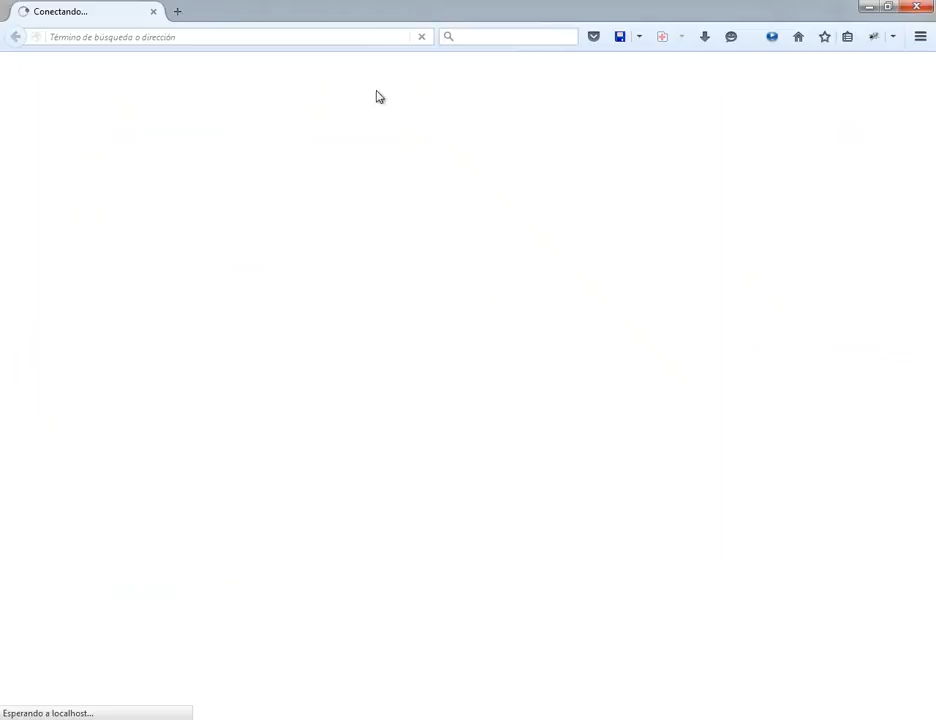 Conectando...
Término de búsqueda o dirección
Esperando a localhost...